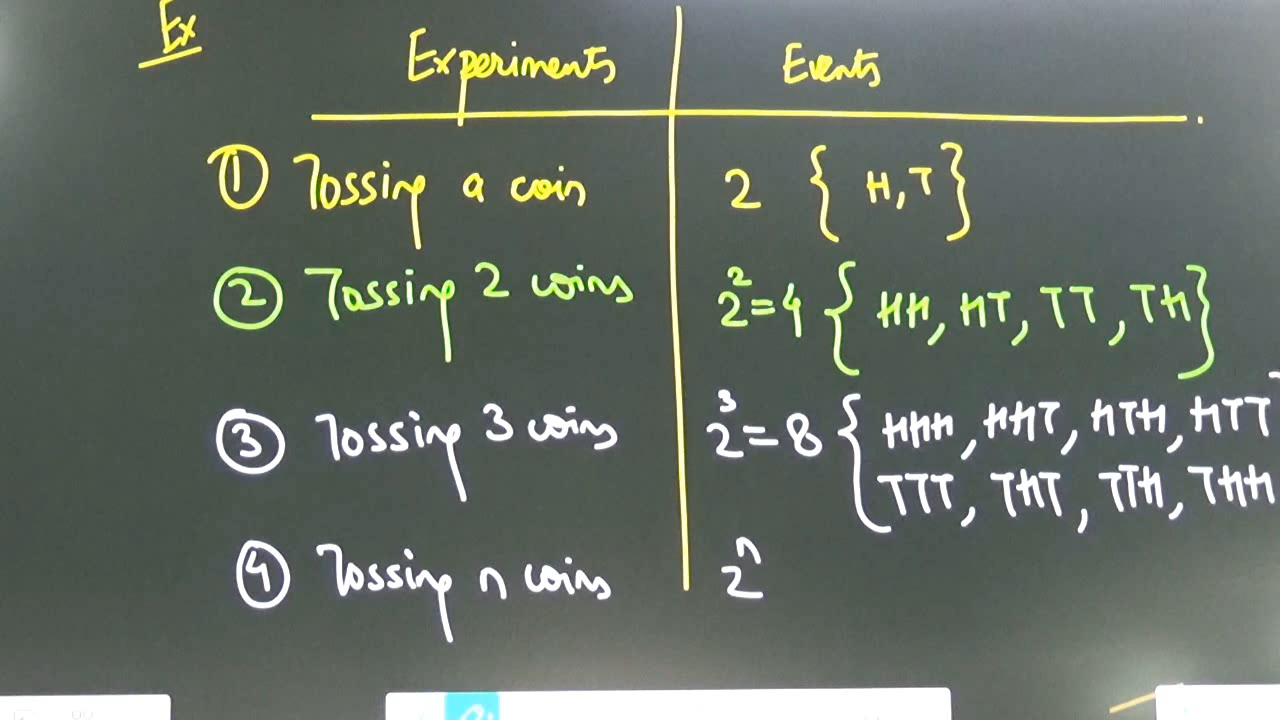 Ex
Experiments Events
① Tossing a coin 2 { H, T }
② Tossing 2 coins 2² = 4 { HH, HT, TT, TH }
③ Tossing 3 coins 2³ = 8 { HHH, HHT, HTH, HTT
TTT, THT, TTH, THH
④ Tossing n coins 2ⁿ